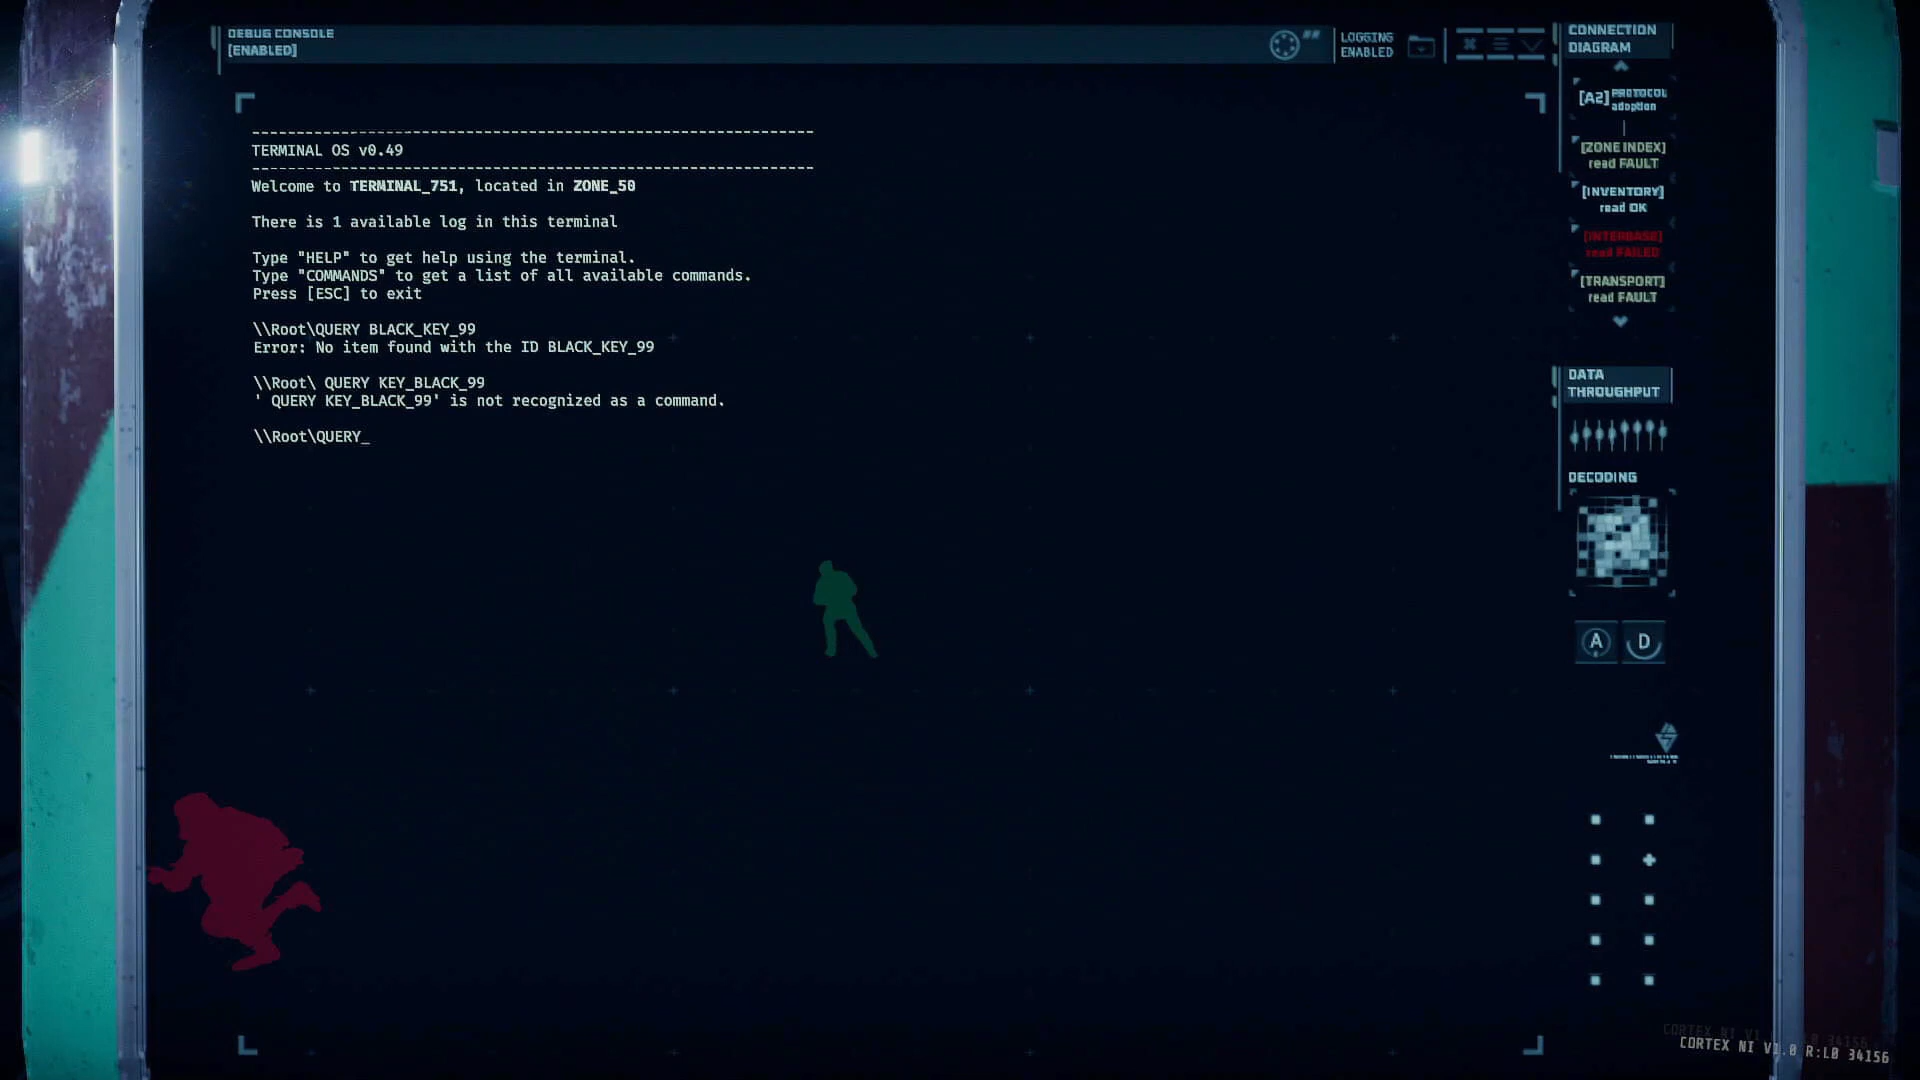 DEBUG CONSOLE
[ENABLED]
LOGGING
ENABLED
CONNECTION
DIAGRAM
[A2] PROTOCOL
adoption
[ZONE INDEX]
read FAULT
[INVENTORY]
read OK
[INTERBASE]
read FAILED
[TRANSPORT]
read FAULT
------------------------------------------------------------------
TERMINAL OS v0.49
------------------------------------------------------------------
Welcome to TERMINAL_751, located in ZONE_50
There is 1 available log in this terminal
Type "HELP" to get help using the terminal.
Type "COMMANDS" to get a list of all available commands.
Press [ESC] to exit
\\Root\QUERY BLACK_KEY_99
Error: No item found with the ID BLACK_KEY_99
\\Root\ QUERY KEY_BLACK_99
' QUERY KEY_BLACK_99' is not recognized as a command.
\\Root\QUERY_
DATA
THROUGHPUT
DECODING
A D
CORTEX NI V1.0 R:L0 34156